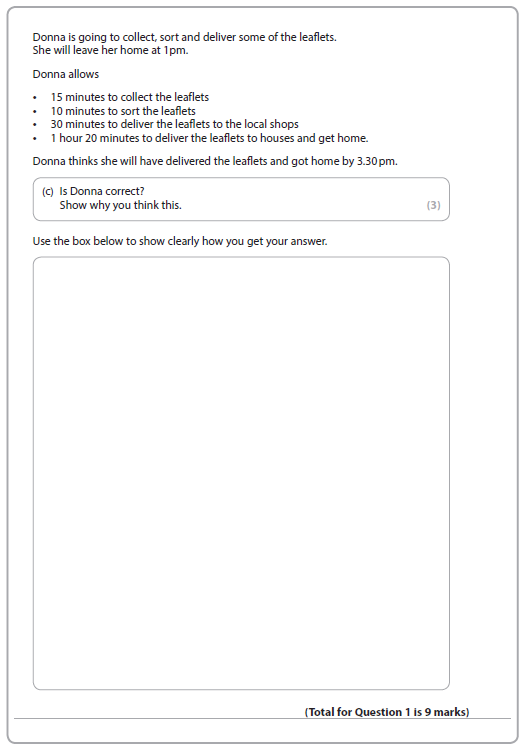 Donna is going to collect, sort and deliver some of the leaflets.
She will leave her home at 1pm.
Donna allows
• 15 minutes to collect the leaflets
• 10 minutes to sort the leaflets
• 30 minutes to deliver the leaflets to the local shops
• 1 hour 20 minutes to deliver the leaflets to houses and get home.
Donna thinks she will have delivered the leaflets and got home by 3.30pm.
(c) Is Donna correct?
Show why you think this.
(3)
Use the box below to show clearly how you get your answer.
(Total for Question 1 is 9 marks)